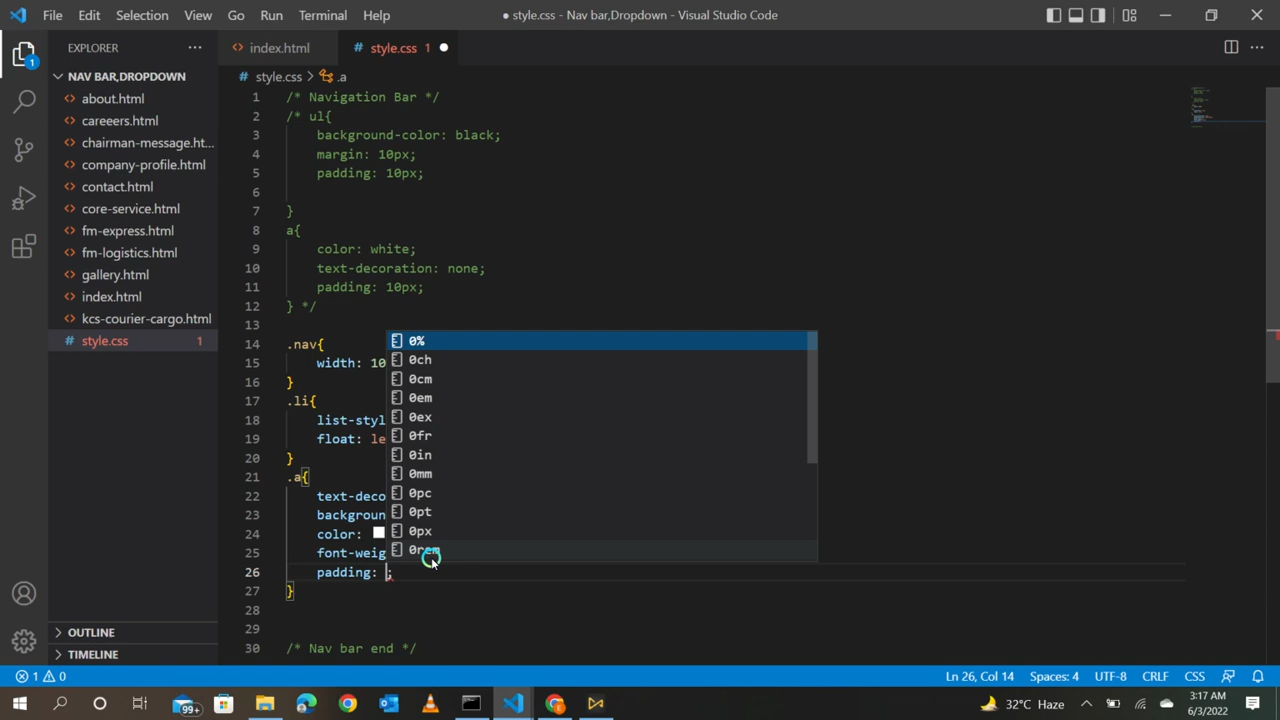 File Edit Selection View Go Run Terminal Help
● style.css - Nav bar,Dropdown - Visual Studio Code
EXPLORER ...
<> index.html
# style.css 1 ●
NAV BAR,DROPDOWN
# style.css > .a
<> about.html
<> careeers.html
<> chairman-message.ht...
<> company-profile.html
<> contact.html
<> core-service.html
<> fm-express.html
<> fm-logistics.html
<> gallery.html
<> index.html
<> kcs-courier-cargo.html
# style.css 1
1 /* Navigation Bar */
2 /* ul{
3 background-color: black;
4 margin: 10px;
5 padding: 10px;
6
7 }
8 a{
9 color: white;
10 text-decoration: none;
11 padding: 10px;
12 } */
13
14 .nav{
15 width: 10
16 }
17 .li{
18 list-styl
19 float: le
20 }
21 .a{
22 text-deco
23 backgroun
24 color:
25 font-weig
26 padding: ;
27 }
28
29
30 /* Nav bar end */
0%
0ch
0cm
0em
0ex
0fr
0in
0mm
0pc
0pt
0px
0rem
OUTLINE
TIMELINE
1 0
Ln 26, Col 14 Spaces: 4 UTF-8 CRLF CSS
99+
32°C Haze
3:17 AM
6/3/2022
1